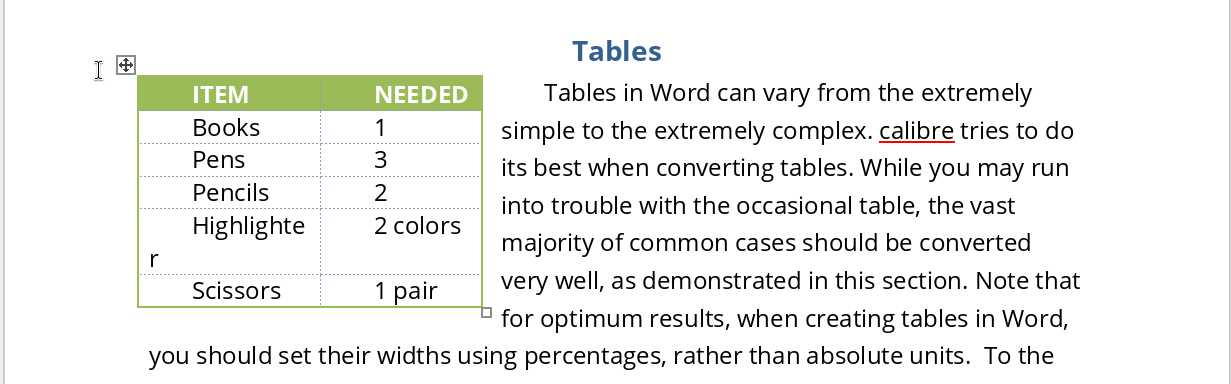 Tables
ITEM NEEDED
Books 1
Pens 3
Pencils 2
Highlighte 2 colors
r
Scissors 1 pair
Tables in Word can vary from the extremely
simple to the extremely complex. calibre tries to do
its best when converting tables. While you may run
into trouble with the occasional table, the vast
majority of common cases should be converted
very well, as demonstrated in this section. Note that
for optimum results, when creating tables in Word,
you should set their widths using percentages, rather than absolute units.  To the